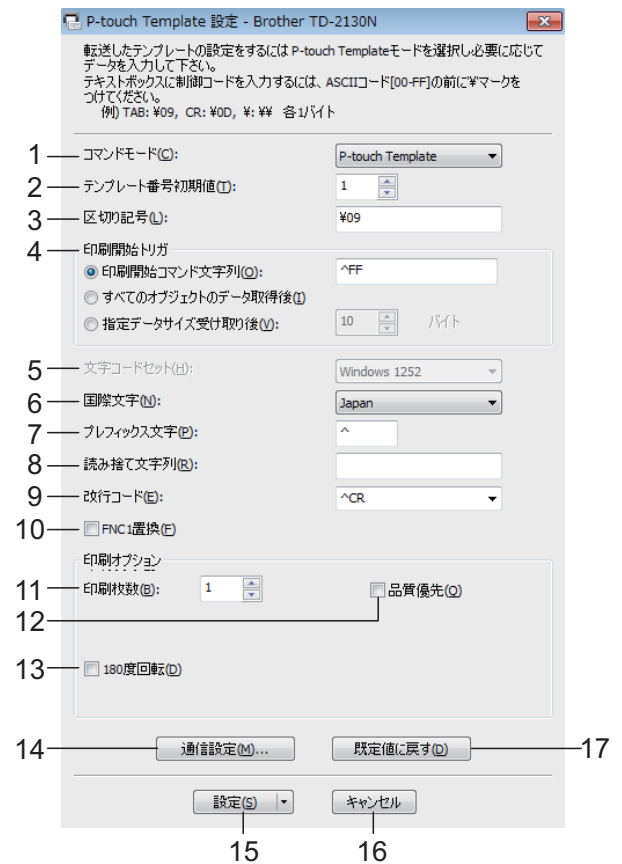 P-touch Template 設定 - Brother TD-2130N
転送したテンプレートの設定をするには P-touch Templateモードを選択し必要に応じて
データを入力して下さい。
テキストボックスに制御コードを入力するには、ASCIIコード[00-FF]の前に¥マークを
つけてください。
例) TAB: ¥09, CR: ¥0D, ¥: ¥¥ 各1バイト
1 コマンドモード(C): P-touch Template
2 テンプレート番号初期値(T): 1
3 区切り記号(L): ¥09
4 印刷開始トリガ
印刷開始コマンド文字列(O): ^FF
すべてのオブジェクトのデータ取得後(I)
指定データサイズ受け取り後(V): 10 バイト
5 文字コードセット(H): Windows 1252
6 国際文字(N): Japan
7 プレフィックス文字(P): ^
8 読み捨て文字列(R):
9 改行コード(E): ^CR
10 FNC1置換(F)
印刷オプション
11 印刷枚数(B): 1 品質優先(Q)
12
13 180度回転(D)
14 通信設定(M)... 既定値に戻す(D) 17
設定(S) キャンセル
15 16